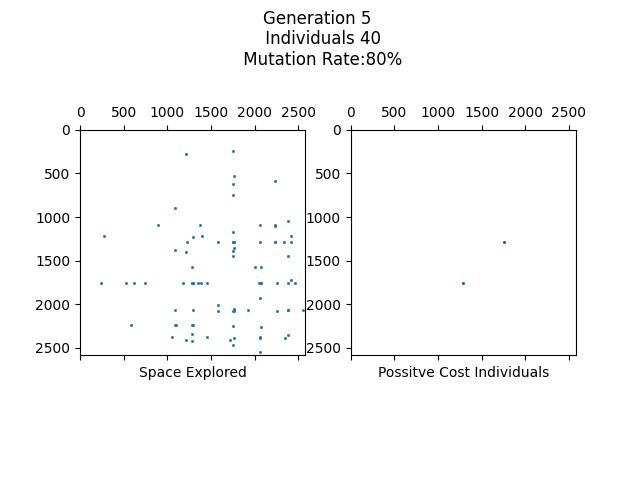 Generation 5
Individuals 40
Mutation Rate:80%
0 500 1000 1500 2000 2500
0 500 1000 1500 2000 2500
0
500
1000
1500
2000
2500
Space Explored
0
500
1000
1500
2000
2500
Possitve Cost Individuals